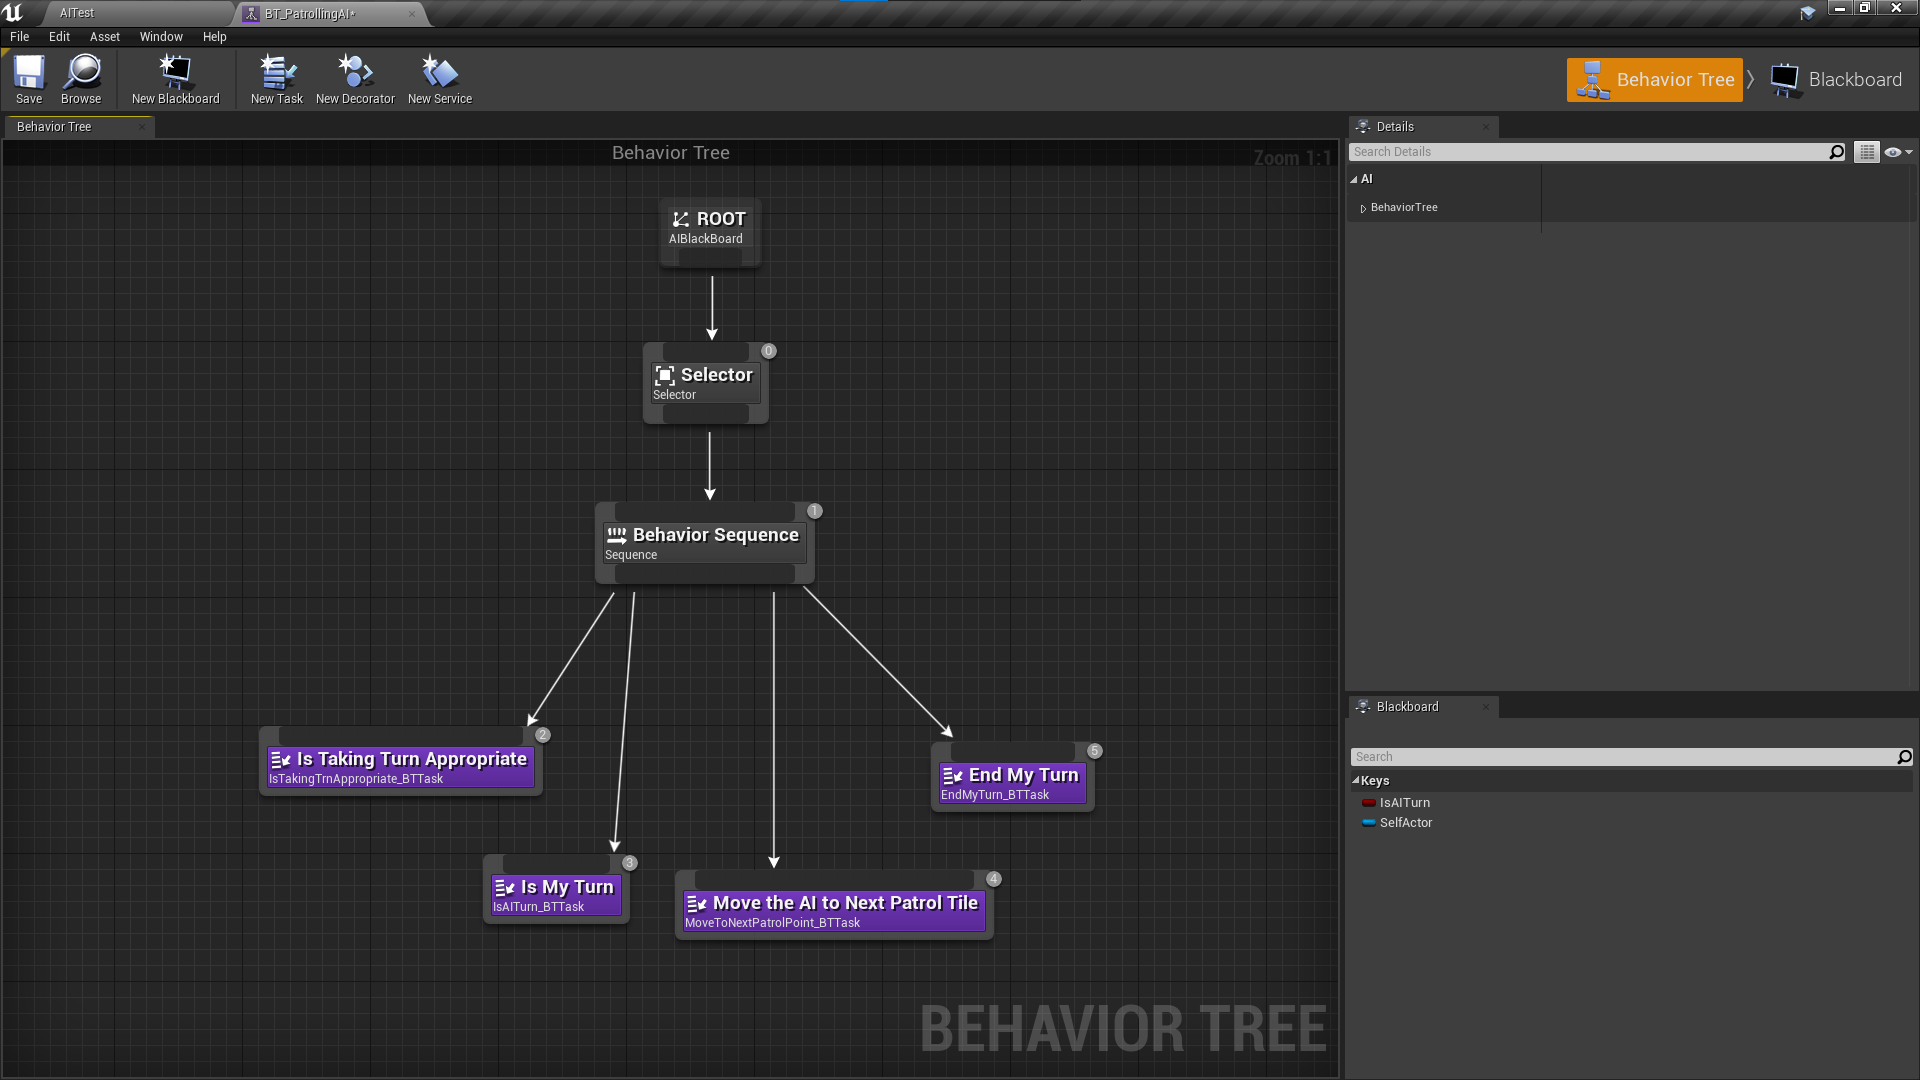 AITest
BT_PatrollingAI*
File Edit Asset Window Help
Save
Browse
New Blackboard
New Task
New Decorator
New Service
Behavior Tree
Blackboard
Behavior Tree
Details
Behavior Tree
Zoom 1:1
Search Details
AI
BehaviorTree
ROOT
AIBlackBoard
0
Selector
Selector
1
Behavior Sequence
Sequence
2
Is Taking Turn Appropriate
IsTakingTrnAppropriate_BTTask
3
Is My Turn
IsAITurn_BTTask
4
Move the AI to Next Patrol Tile
MoveToNextPatrolPoint_BTTask
5
End My Turn
EndMyTurn_BTTask
BEHAVIOR TREE
Blackboard
Search
Keys
IsAITurn
SelfActor